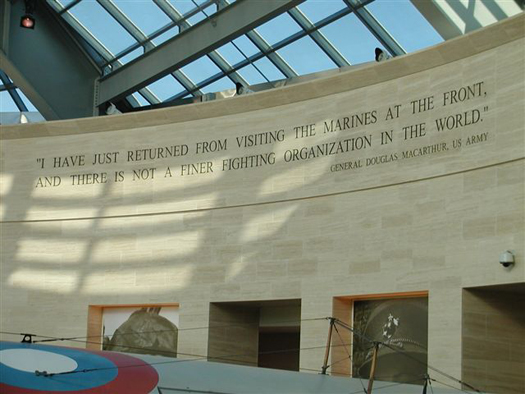 "I HAVE JUST RETURNED FROM VISITING THE MARINES AT THE FRONT,
AND THERE IS NOT A FINER FIGHTING ORGANIZATION IN THE WORLD."
GENERAL DOUGLAS MACARTHUR, US ARMY